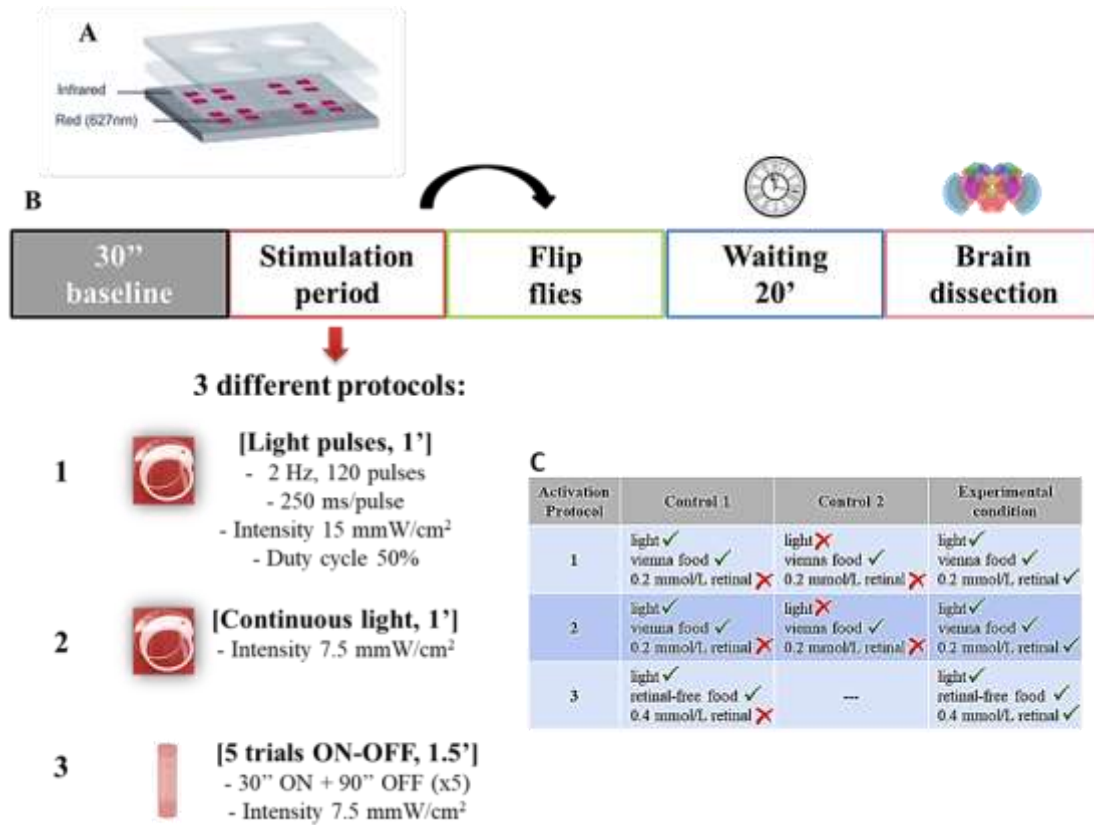 A
Infrared
Red (627nm)
B
30’’ baseline
Stimulation period
Flip flies
Waiting 20’
Brain dissection
3 different protocols:
1
[Light pulses, 1’]
- 2 Hz, 120 pulses
- 250 ms/pulse
- Intensity 15 mmW/cm²
- Duty cycle 50%
2
[Continuous light, 1’]
- Intensity 7.5 mmW/cm²
3
[5 trials ON-OFF, 1.5’]
- 30’’ ON + 90’’ OFF (x5)
- Intensity 7.5 mmW/cm²
C
Activation Protocol Control 1 Control 2 Experimental condition
1
light ✓ light ✗ light ✓
vienna food ✓ vienna food ✓ vienna food ✓
0.2 mmol/L retinal ✗ 0.2 mmol/L retinal ✗ 0.2 mmol/L retinal ✓
2
light ✓ light ✗ light ✓
vienna food ✓ vienna food ✓ vienna food ✓
0.2 mmol/L retinal ✗ 0.2 mmol/L retinal ✗ 0.2 mmol/L retinal ✓
3
light ✓ --- light ✓
retinal-free food ✓ retinal-free food ✓
0.4 mmol/L retinal ✗ 0.4 mmol/L retinal ✓